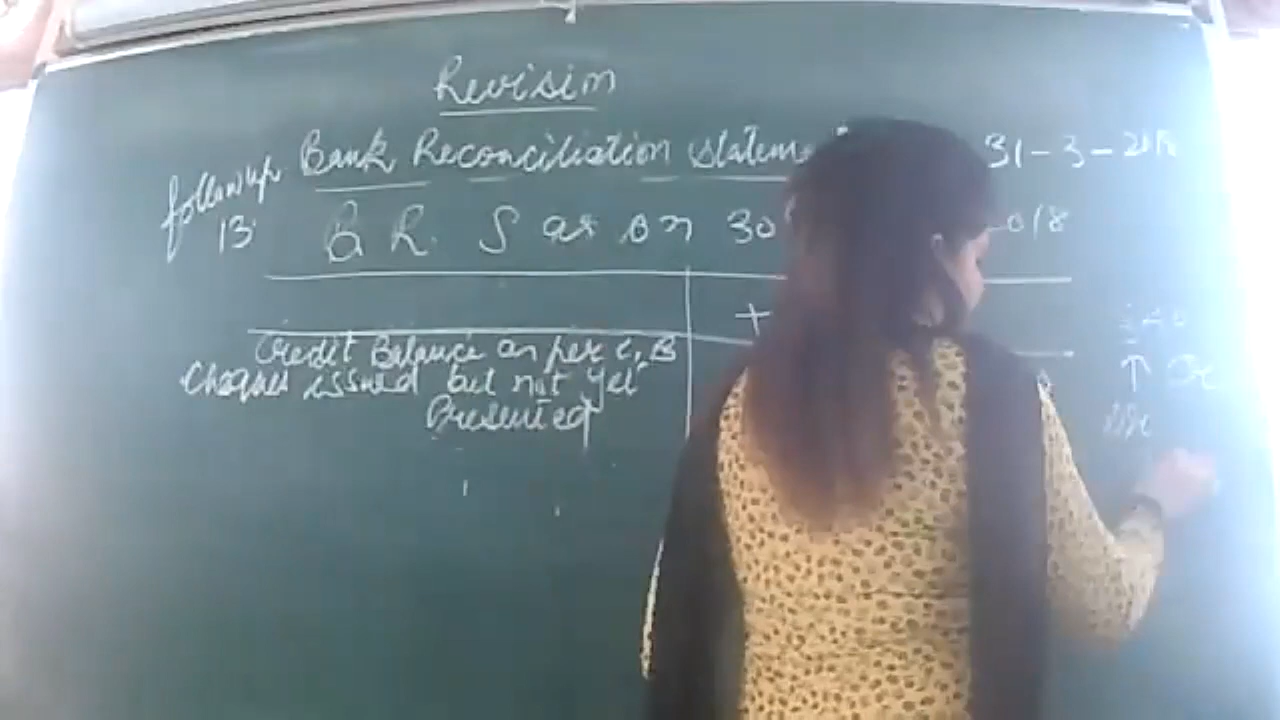 Revision
Bank Reconciliation Statem 31-3-
followup
13
B R S as on 30 018
+
Credit Balance as per C, B
Cheques issued but not yet
Presented